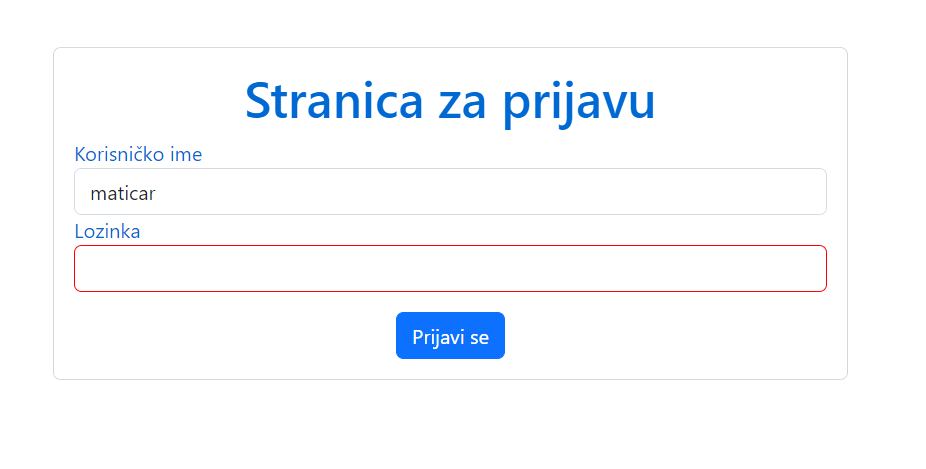 Stranica za prijavu
Korisničko ime
maticar
Lozinka
Prijavi se